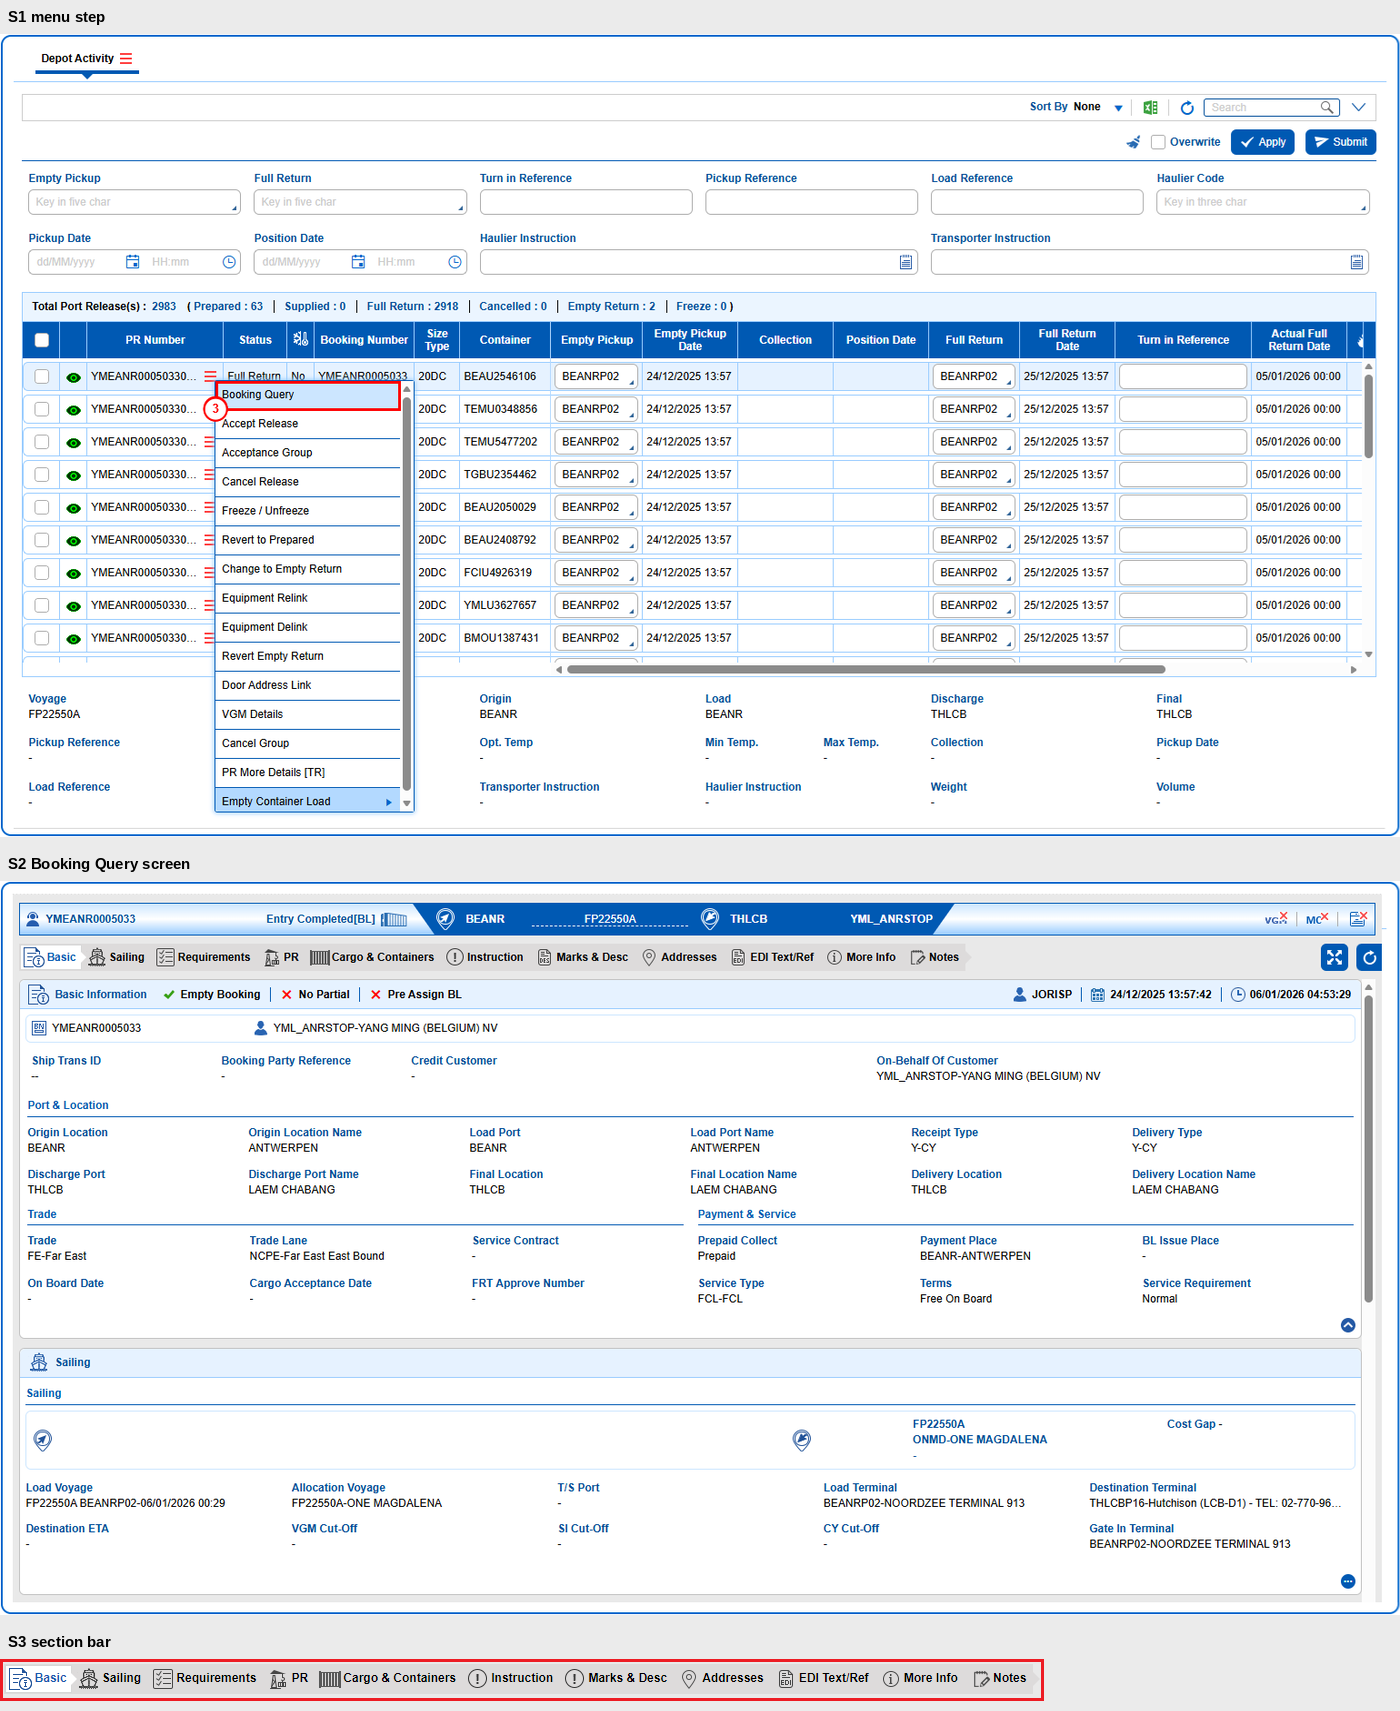 S1 menu step
Depot Activity
Sort By None Search
Overwrite Apply Submit
Empty Pickup Full Return Turn in Reference Pickup Reference Load Reference Haulier Code
Key in five char Key in five char Key in three char
Pickup Date Position Date Haulier Instruction Transporter Instruction
dd/MM/yyyy HH:mm dd/MM/yyyy HH:mm
Total Port Release(s) : 2983 ( Prepared : 63 | Supplied : 0 | Full Return : 2918 | Cancelled : 0 | Empty Return : 2 | Freeze : 0 )
PR Number Status Booking Number Size Type Container Empty Pickup Empty Pickup Date Collection Position Date Full Return Full Return Date Turn in Reference Actual Full Return Date
YMEANR00050330... Full Return No YMEANR0005033 20DC BEAU2546106 BEANRP02 24/12/2025 13:57 BEANRP02 25/12/2025 13:57 05/01/2026 00:00
YMEANR00050330... 20DC TEMU0348856 BEANRP02 24/12/2025 13:57 BEANRP02 25/12/2025 13:57 05/01/2026 00:00
YMEANR00050330... 20DC TEMU5477202 BEANRP02 24/12/2025 13:57 BEANRP02 25/12/2025 13:57 05/01/2026 00:00
YMEANR00050330... 20DC TGBU2354462 BEANRP02 24/12/2025 13:57 BEANRP02 25/12/2025 13:57 05/01/2026 00:00
YMEANR00050330... 20DC BEAU2050029 BEANRP02 24/12/2025 13:57 BEANRP02 25/12/2025 13:57 05/01/2026 00:00
YMEANR00050330... 20DC BEAU2408792 BEANRP02 24/12/2025 13:57 BEANRP02 25/12/2025 13:57 05/01/2026 00:00
YMEANR00050330... 20DC FCIU4926319 BEANRP02 24/12/2025 13:57 BEANRP02 25/12/2025 13:57 05/01/2026 00:00
YMEANR00050330... 20DC YMLU3627657 BEANRP02 24/12/2025 13:57 BEANRP02 25/12/2025 13:57 05/01/2026 00:00
YMEANR00050330... 20DC BMOU1387431 BEANRP02 24/12/2025 13:57 BEANRP02 25/12/2025 13:57 05/01/2026 00:00
3
Booking Query
Accept Release
Acceptance Group
Cancel Release
Freeze / Unfreeze
Revert to Prepared
Change to Empty Return
Equipment Relink
Equipment Delink
Revert Empty Return
Door Address Link
VGM Details
Cancel Group
PR More Details [TR]
Empty Container Load
Voyage Origin Load Discharge Final
FP22550A BEANR BEANR THLCB THLCB
Pickup Reference Opt. Temp Min Temp. Max Temp. Collection Pickup Date
- - - - - -
Load Reference Transporter Instruction Haulier Instruction Weight Volume
- - - - -
S2 Booking Query screen
YMEANR0005033 Entry Completed[BL] BEANR FP22550A THLCB YML_ANRSTOP VGM MC
Basic Sailing Requirements PR Cargo & Containers Instruction Marks & Desc Addresses EDI Text/Ref More Info Notes
Basic Information Empty Booking | No Partial | Pre Assign BL JORISP | 24/12/2025 13:57:42 | 06/01/2026 04:53:29
BN YMEANR0005033 YML_ANRSTOP-YANG MING (BELGIUM) NV
Ship Trans ID Booking Party Reference Credit Customer On-Behalf Of Customer
-- - - YML_ANRSTOP-YANG MING (BELGIUM) NV
Port & Location
Origin Location Origin Location Name Load Port Load Port Name Receipt Type Delivery Type
BEANR ANTWERPEN BEANR ANTWERPEN Y-CY Y-CY
Discharge Port Discharge Port Name Final Location Final Location Name Delivery Location Delivery Location Name
THLCB LAEM CHABANG THLCB LAEM CHABANG THLCB LAEM CHABANG
Trade Payment & Service
Trade Trade Lane Service Contract Prepaid Collect Payment Place BL Issue Place
FE-Far East NCPE-Far East East Bound - Prepaid BEANR-ANTWERPEN -
On Board Date Cargo Acceptance Date FRT Approve Number Service Type Terms Service Requirement
- - - FCL-FCL Free On Board Normal
Sailing
Sailing
FP22550A Cost Gap -
ONMD-ONE MAGDALENA
-
Load Voyage Allocation Voyage T/S Port Load Terminal Destination Terminal
FP22550A BEANRP02-06/01/2026 00:29 FP22550A-ONE MAGDALENA - BEANRP02-NOORDZEE TERMINAL 913 THLCBP16-Hutchison (LCB-D1) - TEL: 02-770-96...
Destination ETA VGM Cut-Off SI Cut-Off CY Cut-Off Gate In Terminal
- - - - BEANRP02-NOORDZEE TERMINAL 913
S3 section bar
Basic Sailing Requirements PR Cargo & Containers Instruction Marks & Desc Addresses EDI EDI Text/Ref More Info Notes